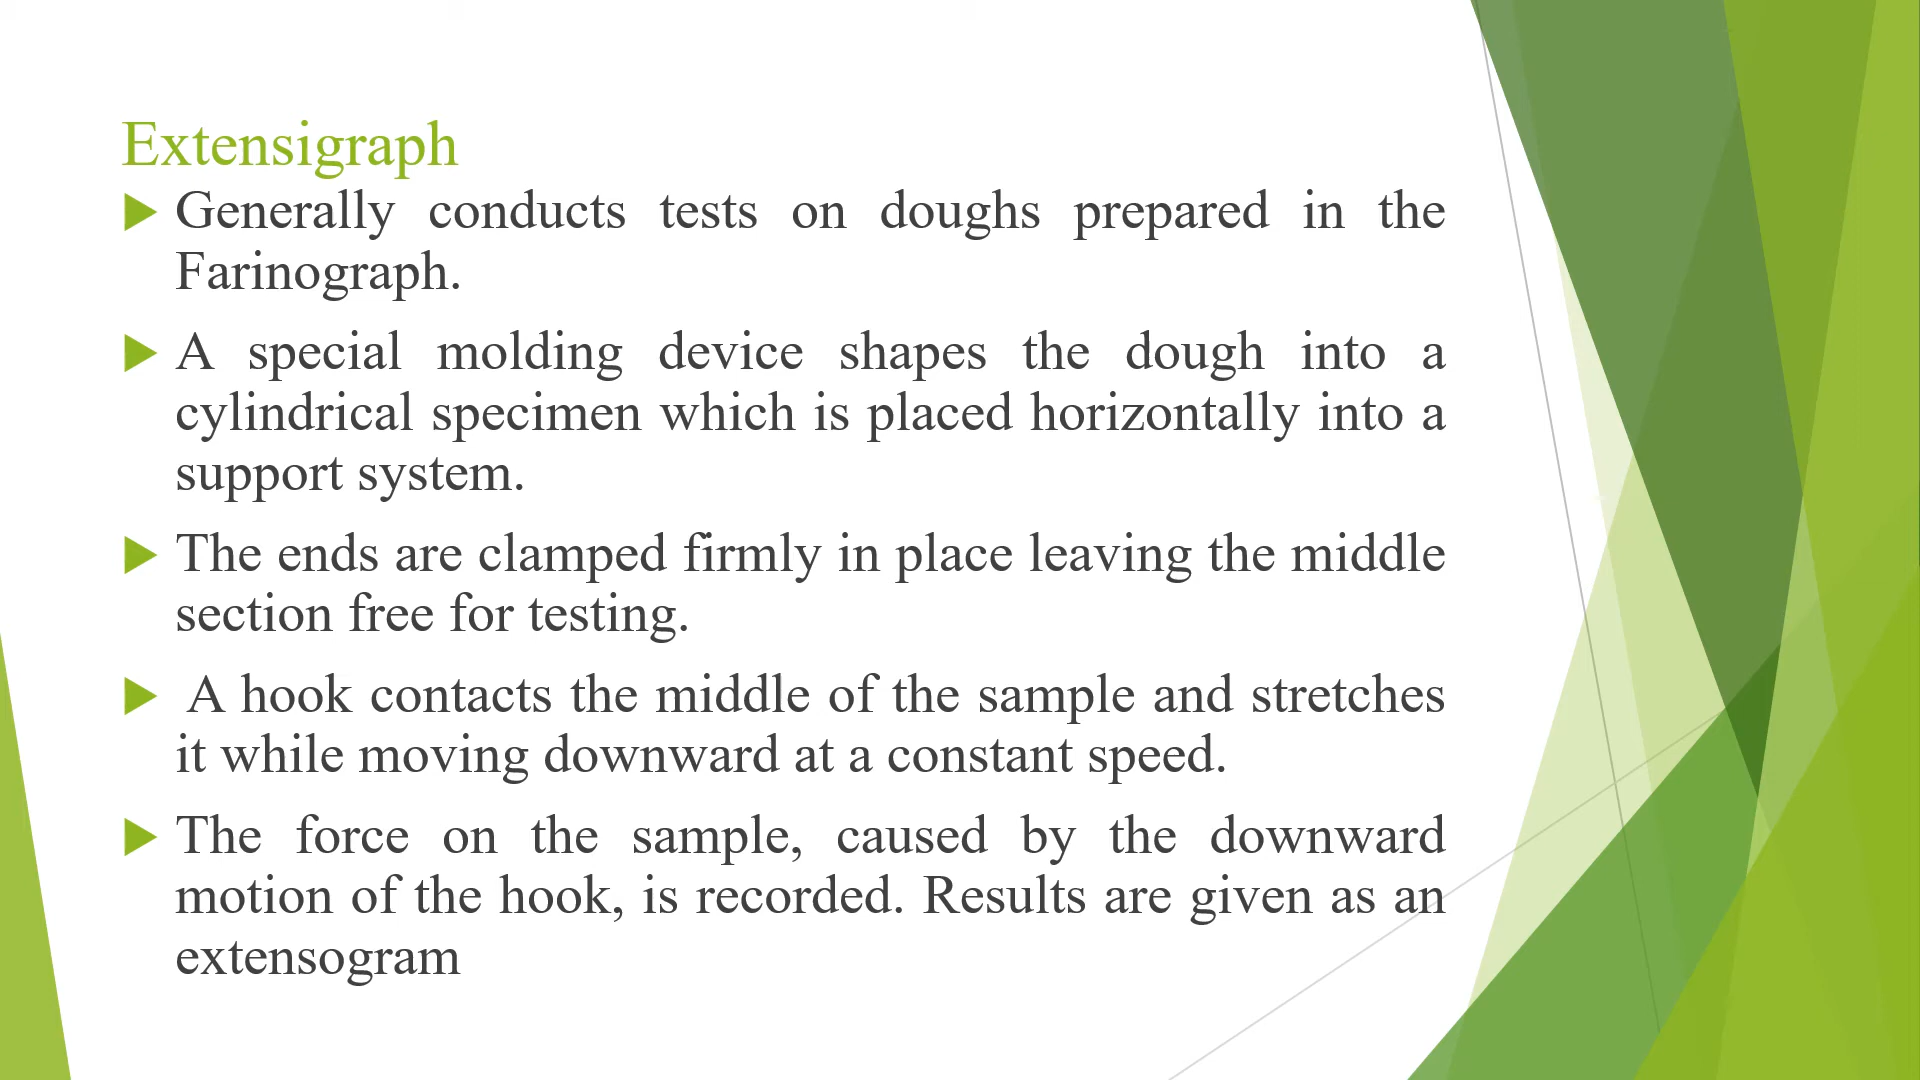 Extensigraph
Generally conducts tests on doughs prepared in the
Farinograph.
A special molding device shapes the dough into a
cylindrical specimen which is placed horizontally into a
support system.
The ends are clamped firmly in place leaving the middle
section free for testing.
A hook contacts the middle of the sample and stretches
it while moving downward at a constant speed.
The force on the sample, caused by the downward
motion of the hook, is recorded. Results are given as an
extensogram